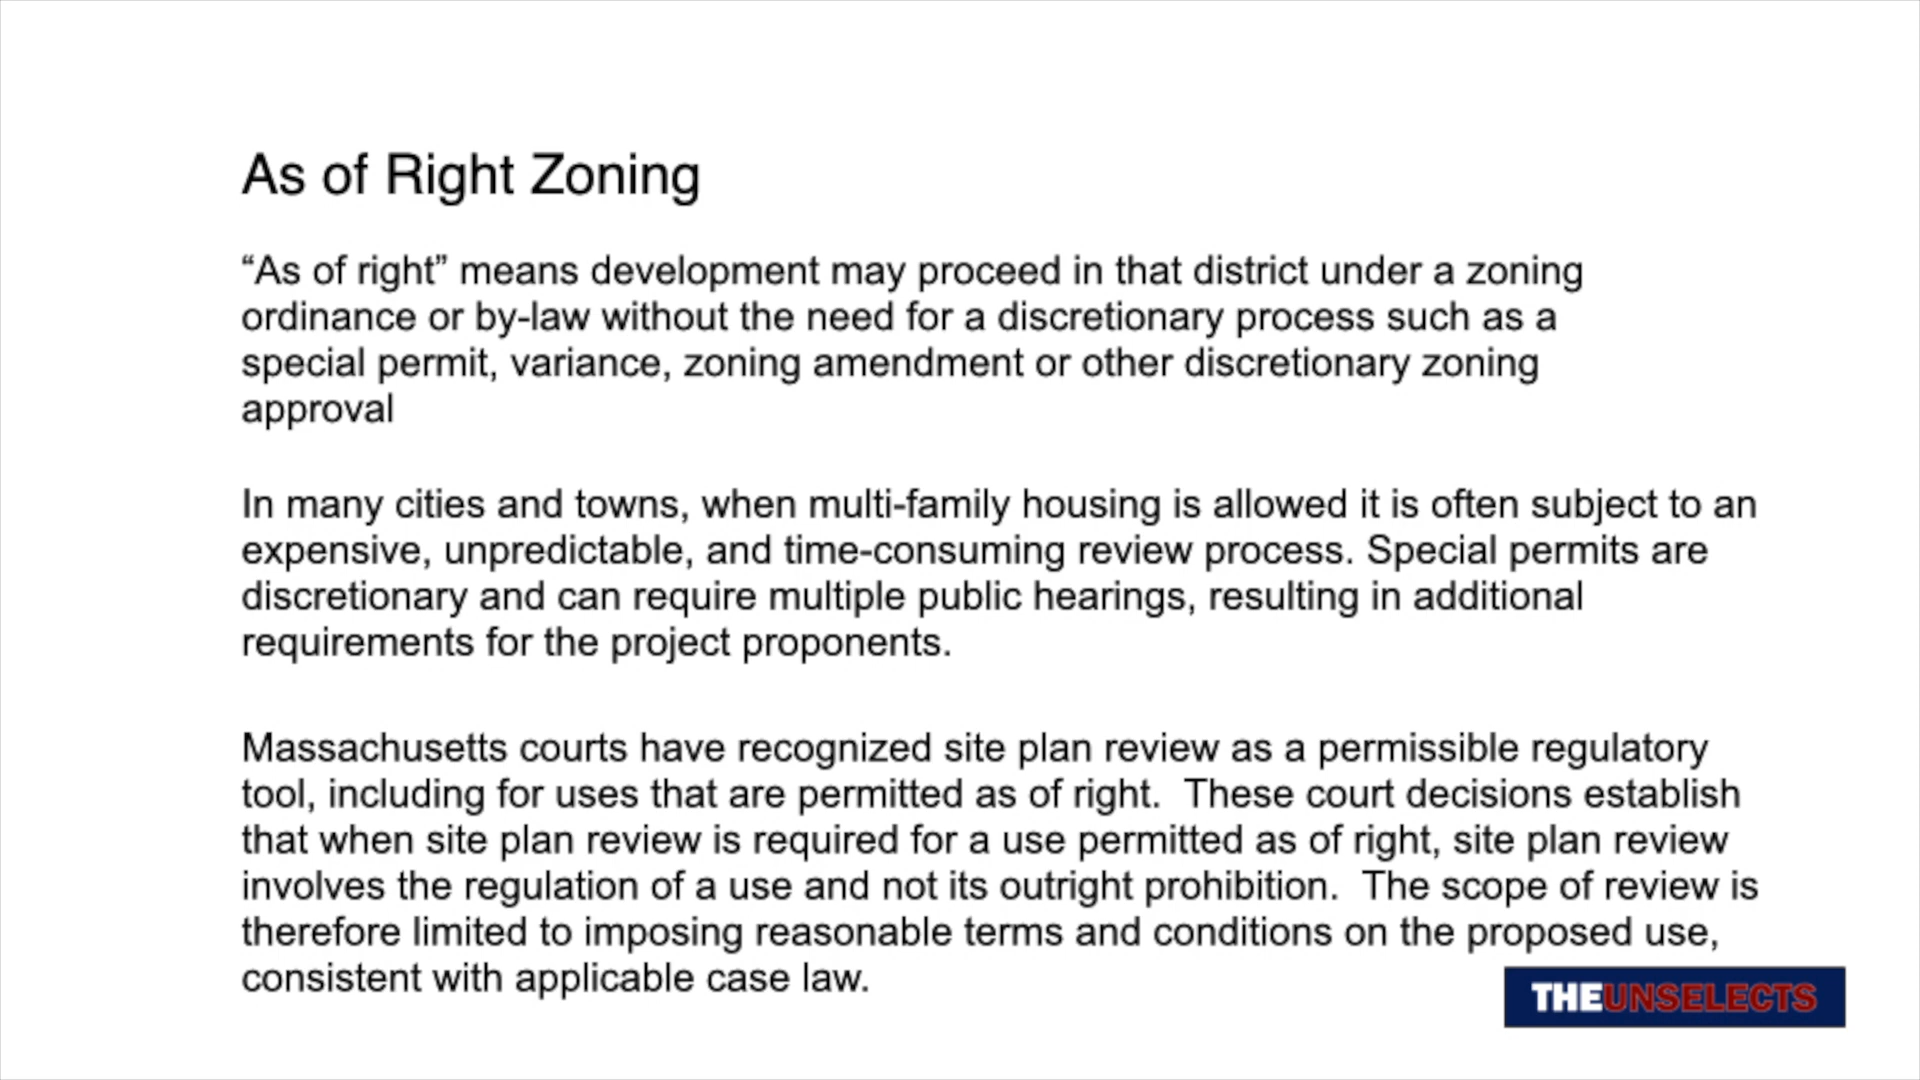 As of Right Zoning
“As of right” means development may proceed in that district under a zoning
ordinance or by-law without the need for a discretionary process such as a
special permit, variance, zoning amendment or other discretionary zoning
approval
In many cities and towns, when multi-family housing is allowed it is often subject to an
expensive, unpredictable, and time-consuming review process. Special permits are
discretionary and can require multiple public hearings, resulting in additional
requirements for the project proponents.
Massachusetts courts have recognized site plan review as a permissible regulatory
tool, including for uses that are permitted as of right.  These court decisions establish
that when site plan review is required for a use permitted as of right, site plan review
involves the regulation of a use and not its outright prohibition.  The scope of review is
therefore limited to imposing reasonable terms and conditions on the proposed use,
consistent with applicable case law.
THEUNSELECTS